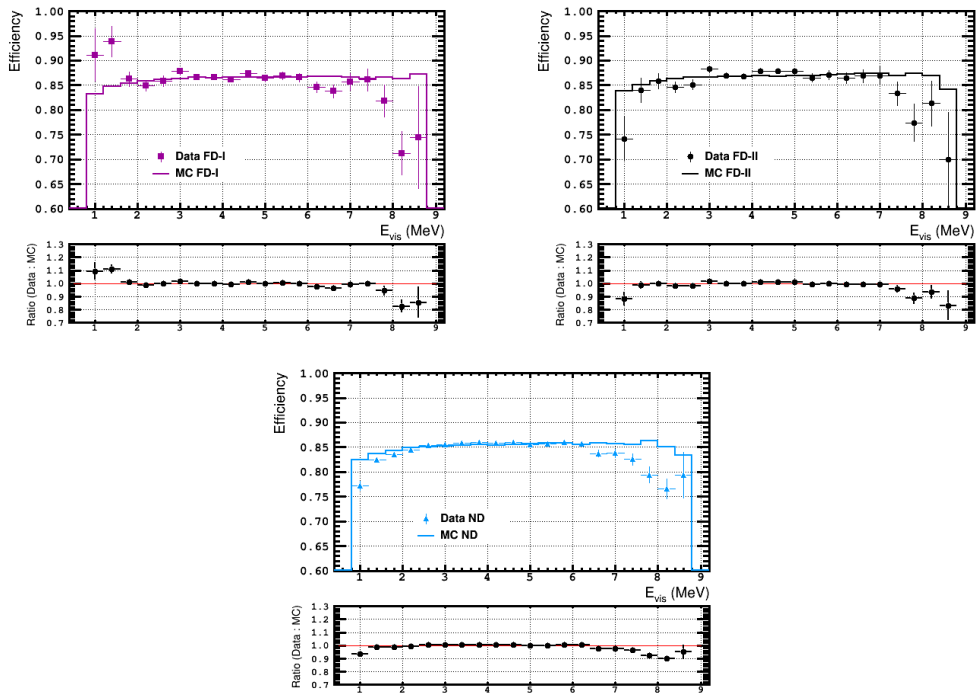 Efficiency
1.00
0.95
0.90
0.85
0.80
0.75
0.70
0.65
0.60
Data FD-I
MC FD-I
1 2 3 4 5 6 7 8 9
E_vis (MeV)
Ratio (Data : MC)
1.3
1.2
1.1
1.0
0.9
0.8
0.7
1 2 3 4 5 6 7 8 9
Efficiency
1.00
0.95
0.90
0.85
0.80
0.75
0.70
0.65
0.60
Data FD-II
MC FD-II
1 2 3 4 5 6 7 8 9
E_vis (MeV)
Ratio (Data : MC)
1.3
1.2
1.1
1.0
0.9
0.8
0.7
1 2 3 4 5 6 7 8 9
Efficiency
1.00
0.95
0.90
0.85
0.80
0.75
0.70
0.65
0.60
Data ND
MC ND
1 2 3 4 5 6 7 8 9
E_vis (MeV)
Ratio (Data : MC)
1.3
1.2
1.1
1.0
0.9
0.8
0.7
1 2 3 4 5 6 7 8 9